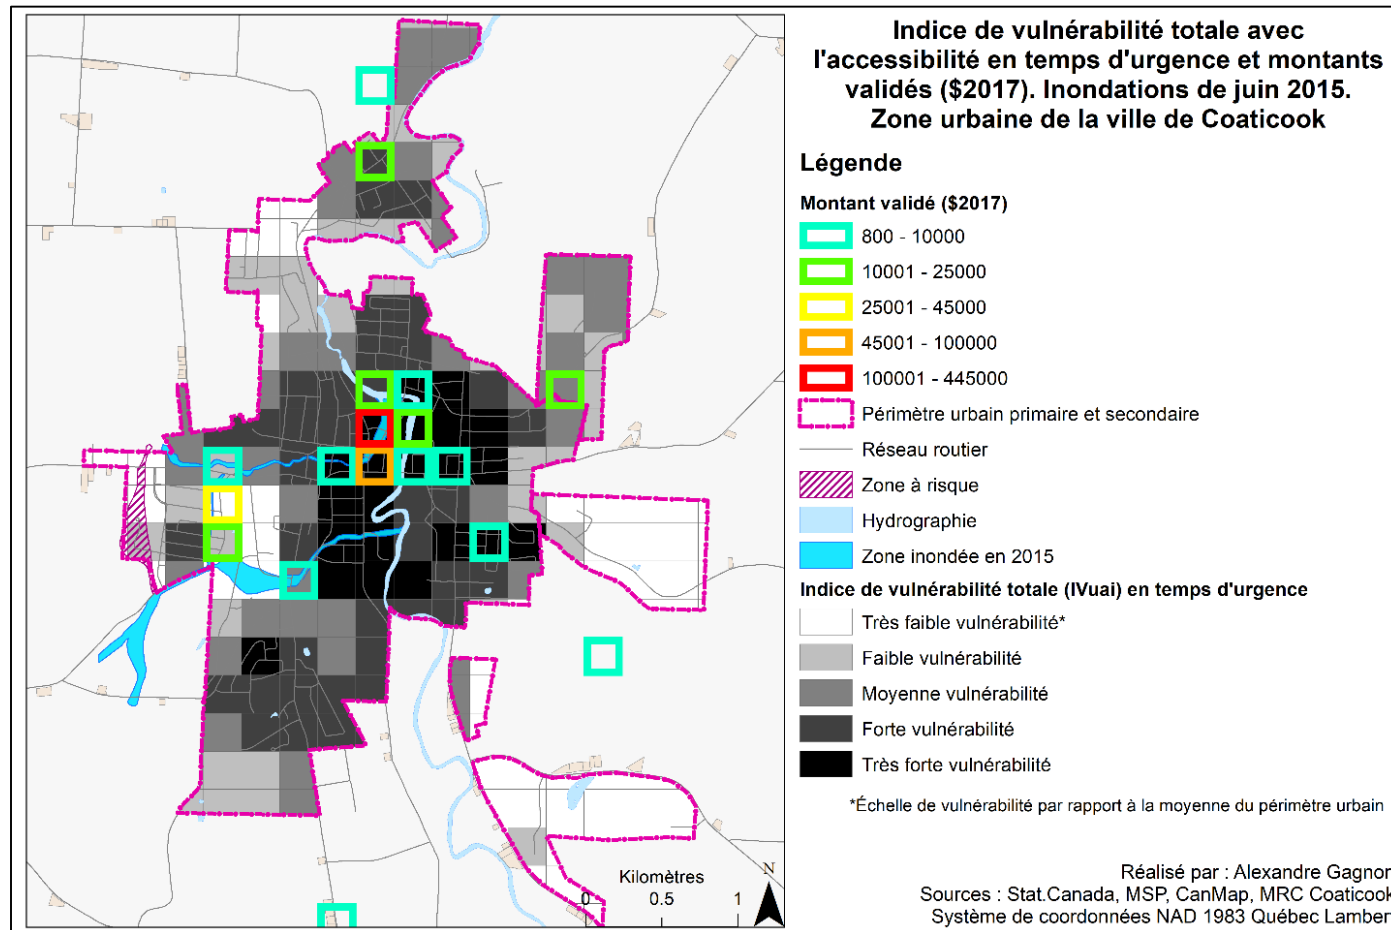 Indice de vulnérabilité totale avec
l'accessibilité en temps d'urgence et montants
validés ($2017). Inondations de juin 2015.
Zone urbaine de la ville de Coaticook
Légende
Montant validé ($2017)
800 - 10000
10001 - 25000
25001 - 45000
45001 - 100000
100001 - 445000
Périmètre urbain primaire et secondaire
Réseau routier
Zone à risque
Hydrographie
Zone inondée en 2015
Indice de vulnérabilité totale (IVuai) en temps d'urgence
Très faible vulnérabilité*
Faible vulnérabilité
Moyenne vulnérabilité
Forte vulnérabilité
Très forte vulnérabilité
*Échelle de vulnérabilité par rapport à la moyenne du périmètre urbain
Réalisé par : Alexandre Gagnon
Sources : Stat.Canada, MSP, CanMap, MRC Coaticook
Système de coordonnées NAD 1983 Québec Lambert
Kilomètres
0 0.5 1
N